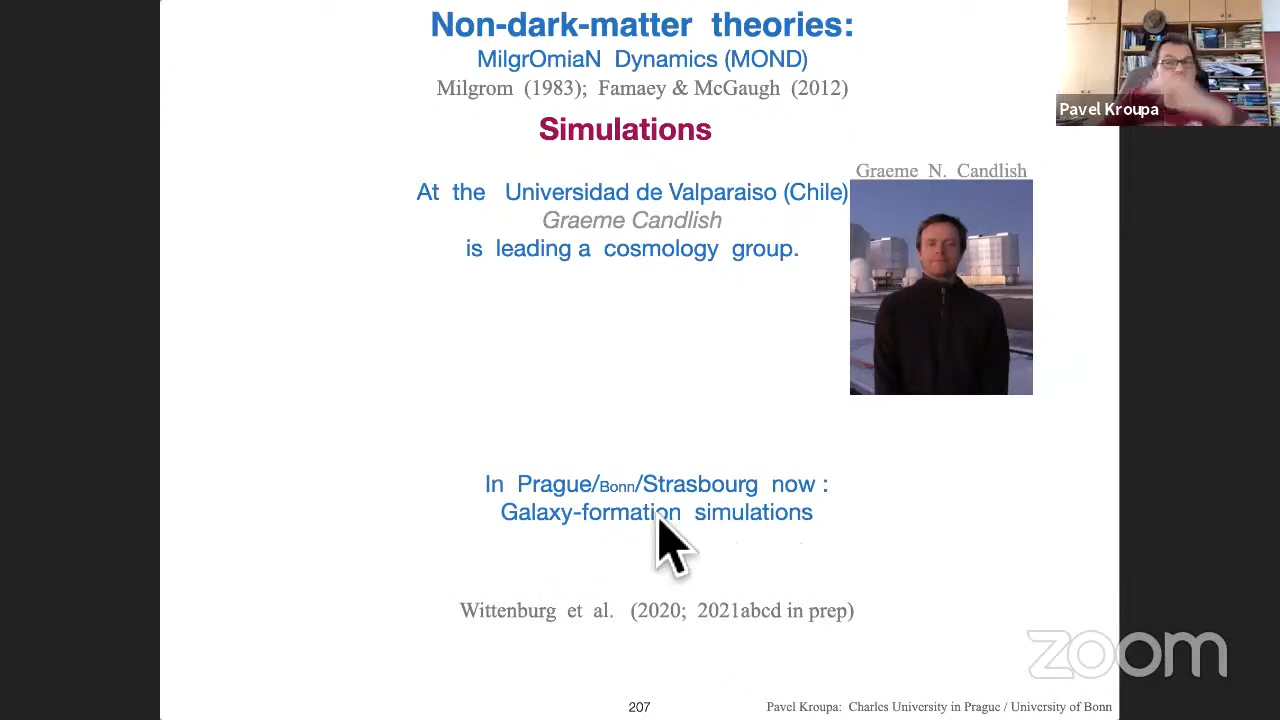 Non-dark-matter theories:
MilgrOmiaN Dynamics (MOND)
Milgrom (1983); Famaey & McGaugh (2012)
Simulations
Pavel Kroupa
Graeme N. Candlish
At the Universidad de Valparaiso (Chile)
Graeme Candlish
is leading a cosmology group.
In Prague/Bonn/Strasbourg now :
Galaxy-formation simulations
Wittenburg et al. (2020; 2021abcd in prep)
zoom
207
Pavel Kroupa: Charles University in Prague / University of Bonn